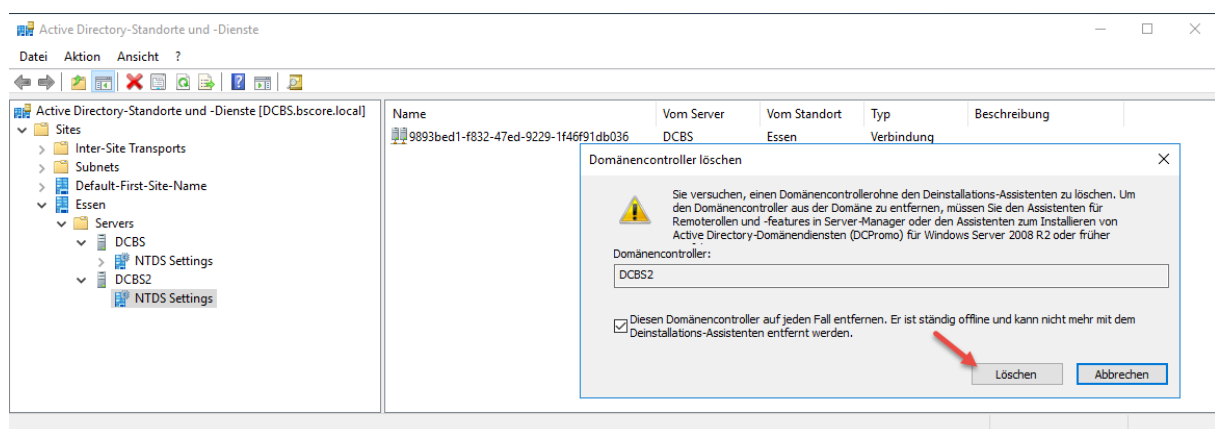 Active Directory-Standorte und -Dienste
Datei Aktion Ansicht ?
Active Directory-Standorte und -Dienste [DCBS.bscore.local]
Sites
Inter-Site Transports
Subnets
Default-First-Site-Name
Essen
Servers
DCBS
NTDS Settings
DCBS2
NTDS Settings
Name Vom Server Vom Standort Typ Beschreibung
9893bed1-f832-47ed-9229-1f46f91db036 DCBS Essen Verbindung
Domänencontroller löschen
Sie versuchen, einen Domänencontrollerohne den Deinstallations-Assistenten zu löschen. Um
den Domänencontroller aus der Domäne zu entfernen, müssen Sie den Assistenten für
Remoterollen und -features in Server-Manager oder den Assistenten zum Installieren von
Active Directory-Domänendiensten (DCPromo) für Windows Server 2008 R2 oder früher
Domänencontroller:
DCBS2
Diesen Domänencontroller auf jeden Fall entfernen. Er ist ständig offline und kann nicht mehr mit dem
Deinstallations-Assistenten entfernt werden.
Löschen Abbrechen